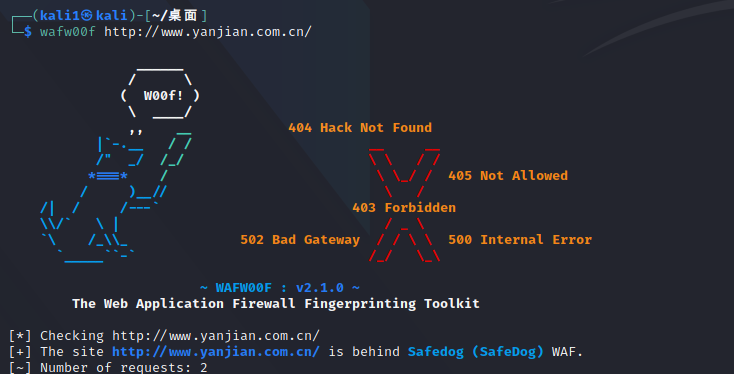 (kali1㉿kali)-[~/桌面]
$ wafw00f http://www.yanjian.com.cn/
( W00f! )
404 Hack Not Found
405 Not Allowed
403 Forbidden
502 Bad Gateway 500 Internal Error
~ WAFW00F : v2.1.0 ~
The Web Application Firewall Fingerprinting Toolkit
[*] Checking http://www.yanjian.com.cn/
[+] The site http://www.yanjian.com.cn/ is behind Safedog (SafeDog) WAF.
[~] Number of requests: 2